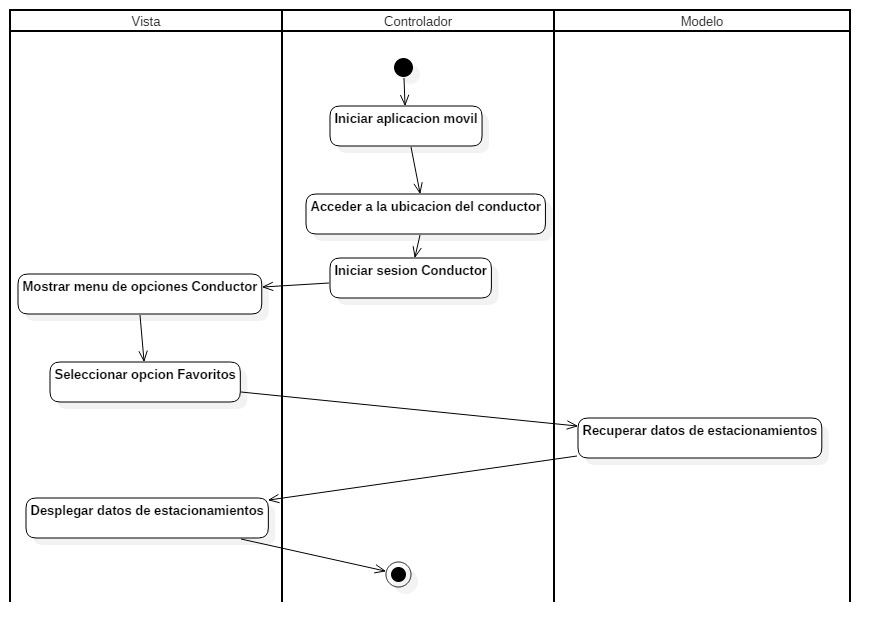 Vista
Controlador
Modelo
Iniciar aplicacion movil
Acceder a la ubicacion del conductor
Iniciar sesion Conductor
Mostrar menu de opciones Conductor
Seleccionar opcion Favoritos
Recuperar datos de estacionamientos
Desplegar datos de estacionamientos